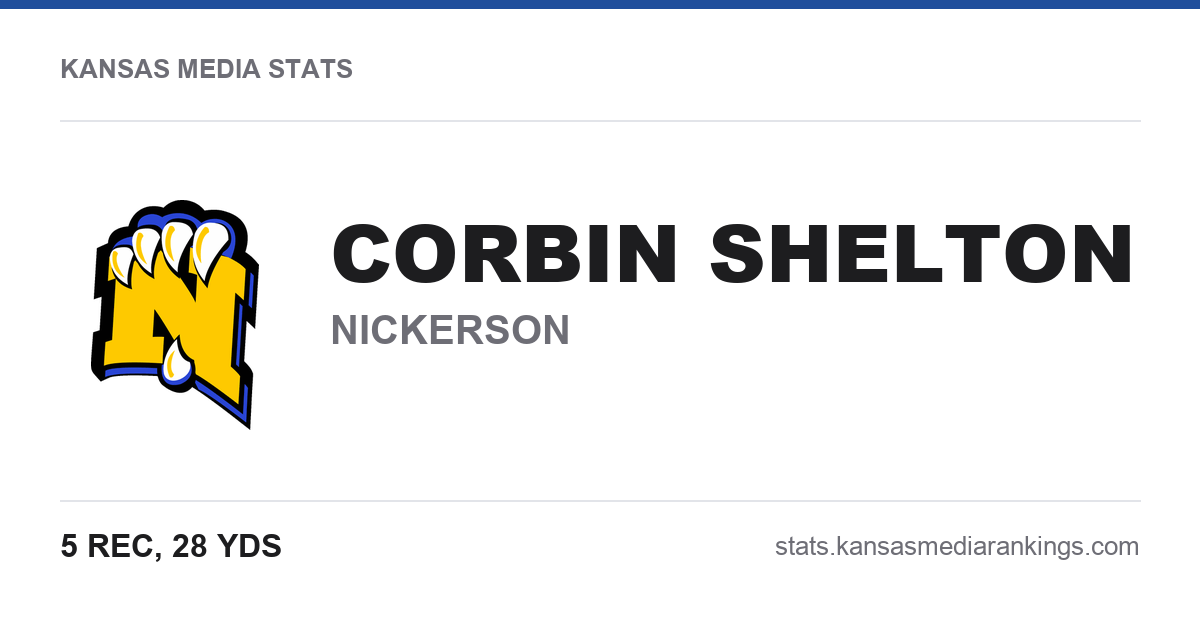 KANSAS MEDIA STATS
N
CORBIN SHELTON
NICKERSON
5 REC, 28 YDS
stats.kansasmediarankings.com